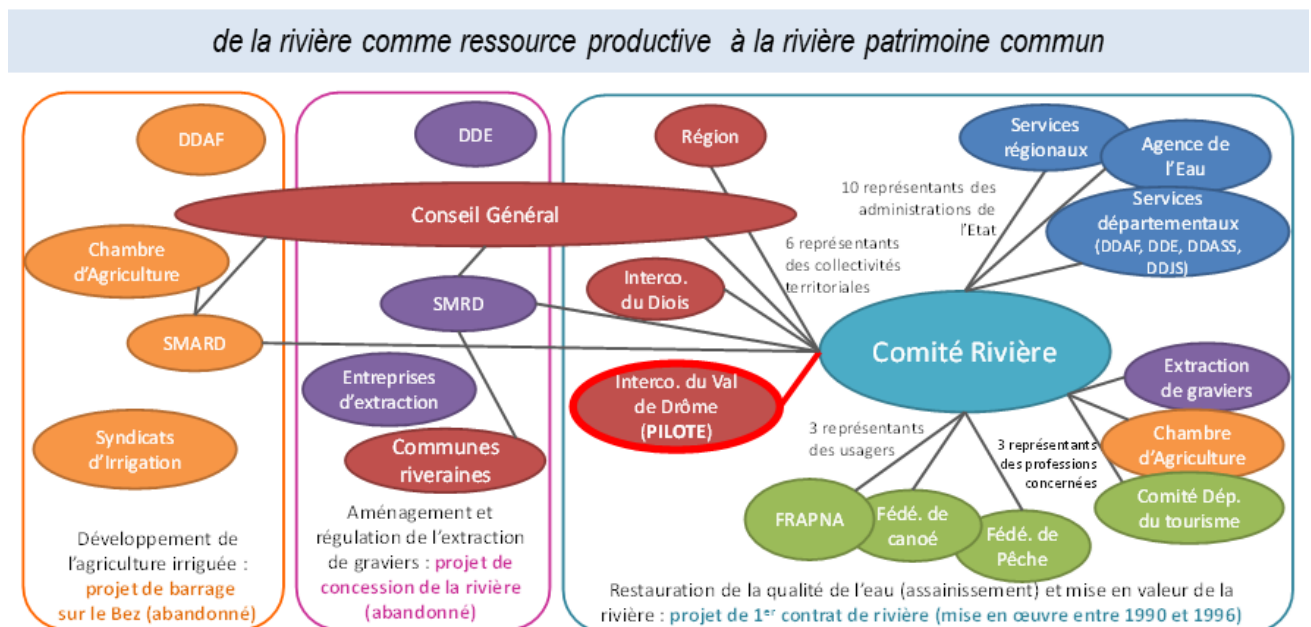 de la rivière comme ressource productive à la rivière patrimoine commun
DDAF
Chambre
d'Agriculture
SMARD
Syndicats
d'Irrigation
Développement de
l'agriculture irriguée :
projet de barrage
sur le Bez (abandonné)
DDE
Conseil Général
SMRD
Entreprises
d'extraction
Communes
riveraines
Aménagement et
régulation de l'extraction
de graviers : projet de
concession de la rivière
(abandonné)
Région
Interco.
du Diois
Interco. du Val
de Drôme
(PILOTE)
6 représentants
des collectivités
territoriales
10 représentants des
administrations de
l'Etat
Services
régionaux
Agence de
l'Eau
Services
départementaux
(DDAF, DDE, DDASS,
DDJS)
Comité Rivière
3 représentants
des usagers
FRAPNA
Fédé. de
canoé
Fédé. de
Pêche
3 représentants
des professions
concernées
Extraction
de graviers
Chambre
d'Agriculture
Comité Dép.
du tourisme
Restauration de la qualité de l'eau (assainissement) et mise en valeur de la
rivière : projet de 1er contrat de rivière (mise en œuvre entre 1990 et 1996)